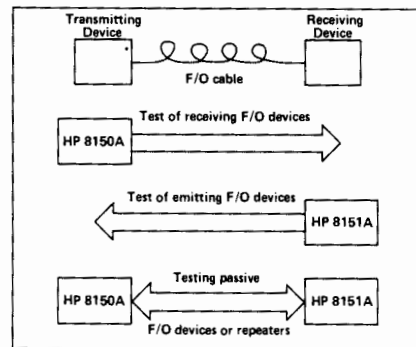 Transmitting
Device
Receiving
Device
F/O cable
Test of receiving F/O devices
HP 8150A
Test of emitting F/O devices
HP 8151A
Testing passive
HP 8150A
HP 8151A
F/O devices or repeaters